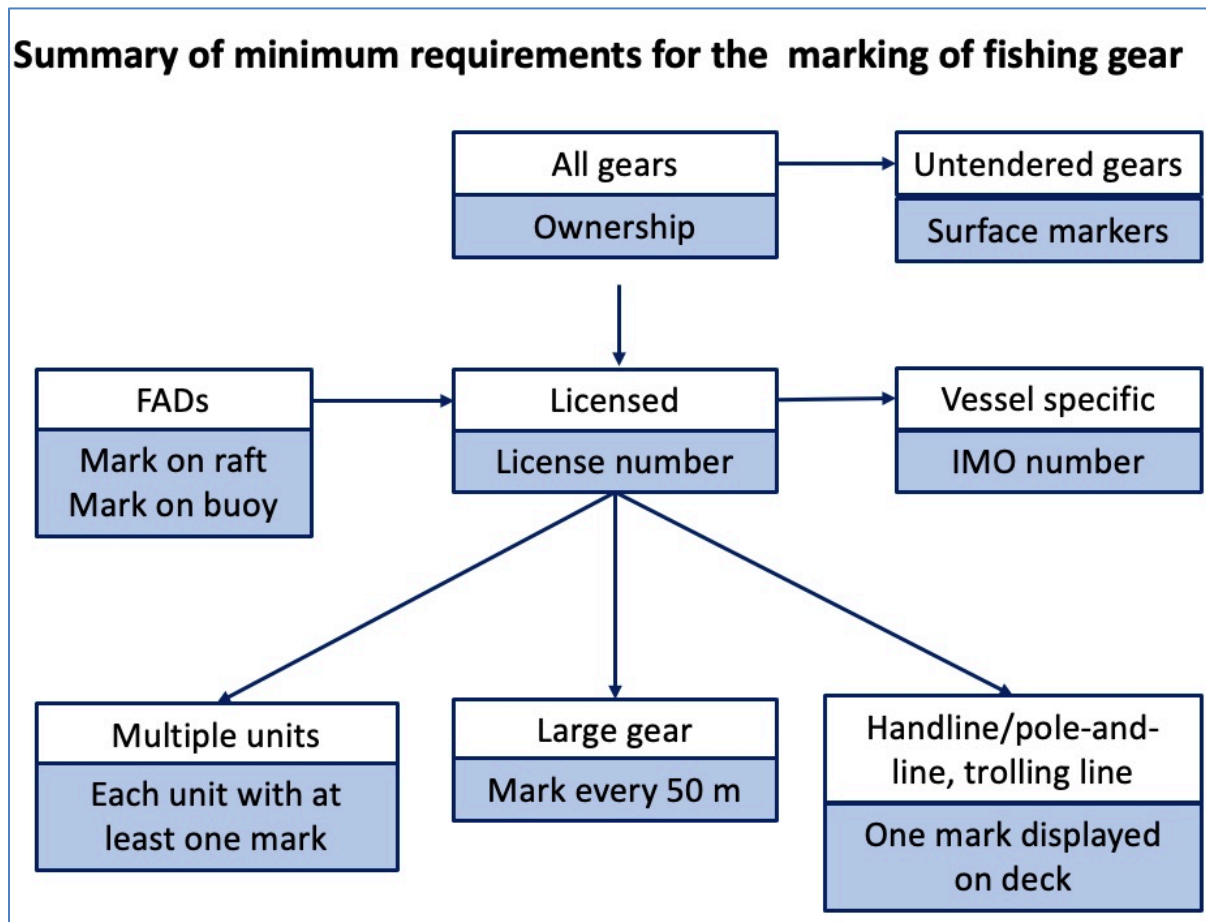 Summary of minimum requirements for the marking of fishing gear
All gears
Ownership
Untendered gears
Surface markers
FADs
Mark on raft
Mark on buoy
Licensed
License number
Vessel specific
IMO number
Multiple units
Each unit with at
least one mark
Large gear
Mark every 50 m
Handline/pole-and-
line, trolling line
One mark displayed
on deck